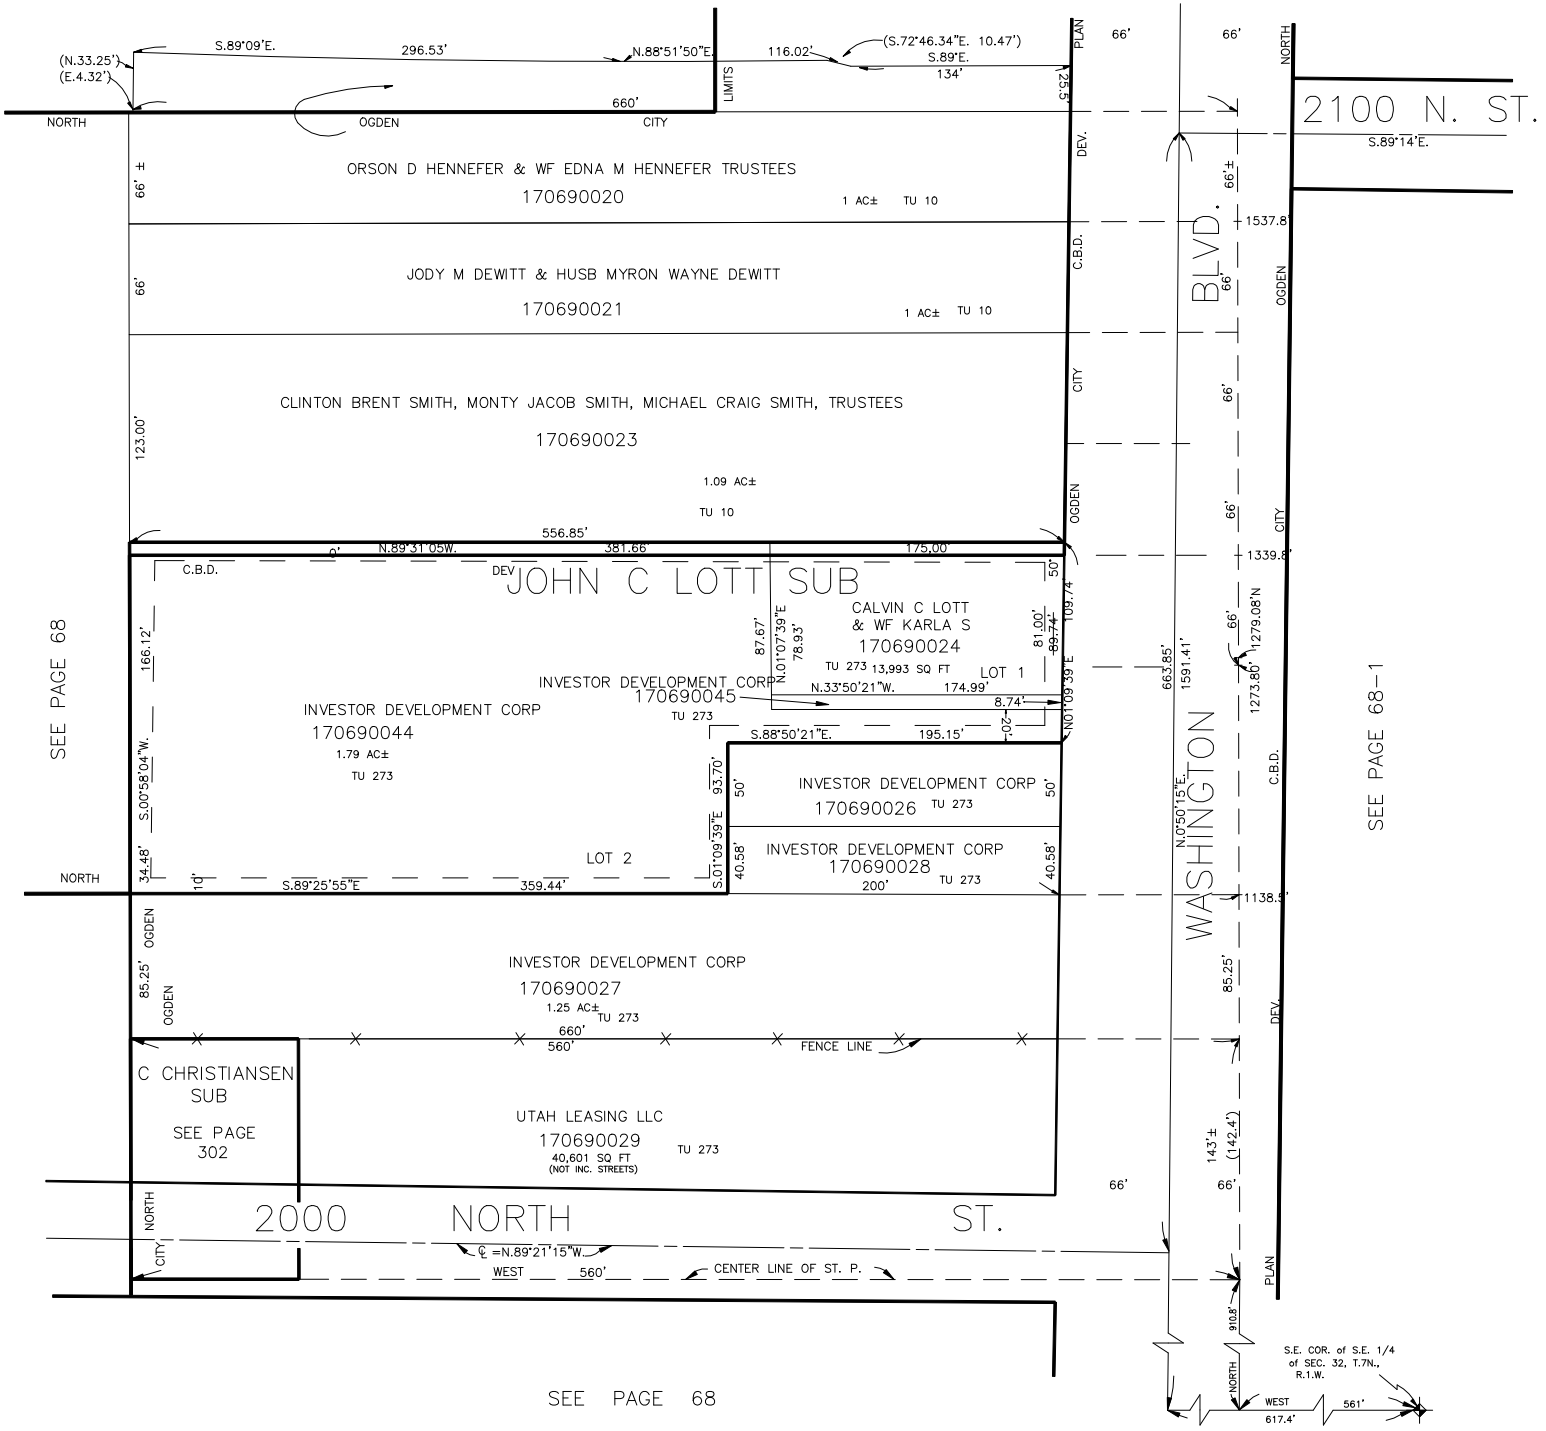 S.89°09'E.
296.53'
N.88°51'50"E.
116.02'
(S.72°46.34"E. 10.47')
S.89°E.
134'
25.5'
PLAN
66'
66'
NORTH
(N.33.25')
(E.4.32')
LIMITS
660'
NORTH
OGDEN
CITY
2100 N. ST.
S.89°14'E.
DEV.
66' ±
ORSON D HENNEFER & WF EDNA M HENNEFER TRUSTEES
170690020
1 AC± TU 10
66'±
1537.8'
BLVD.
C.B.D.
66'
JODY M DEWITT & HUSB MYRON WAYNE DEWITT
170690021
1 AC± TU 10
66'
OGDEN
CITY
66'
123.00'
CLINTON BRENT SMITH, MONTY JACOB SMITH, MICHAEL CRAIG SMITH, TRUSTEES
170690023
1.09 AC±
TU 10
OGDEN
66'
CITY
556.85'
0'
N.89°31'05W.
381.66'
175,00'
1339.8'
C.B.D.
DEV
JOHN C LOTT SUB
50'
109.74'
SEE PAGE 68
166.12'
87.67'
N.01°07'39"E
78.93'
CALVIN C LOTT
& WF KARLA S
170690024
TU 273 13,993 SQ FT
LOT 1
81.00'
89.74'
66'
1279.08'N
1273.80'
663.85'
1591.41'
SEE PAGE 68-1
INVESTOR DEVELOPMENT CORP
170690045
TU 273
N.33°50'21"W.
174.99'
8.74'
N01°09'39"E
20'
INVESTOR DEVELOPMENT CORP
170690044
1.79 AC±
TU 273
S.88°50'21"E.
195.15'
S.00°58'04"W.
93.70'
50'
INVESTOR DEVELOPMENT CORP
170690026 TU 273
50'
N.0°50'15"E.
WASHINGTON
C.B.D.
S.01°09'39"E
40.58'
INVESTOR DEVELOPMENT CORP
170690028
TU 273
40.58'
LOT 2
NORTH
34.48'
10'
S.89°25'55"E
359.44'
200'
1138.5'
OGDEN
INVESTOR DEVELOPMENT CORP
170690027
1.25 AC±
TU 273
85.25'
OGDEN
85.25'
DEV.
660'
560'
FENCE LINE
C CHRISTIANSEN
SUB
SEE PAGE
302
UTAH LEASING LLC
170690029
40,601 SQ FT
(NOT INC. STREETS)
TU 273
143'±
(142.4')
66'
66'
NORTH
CITY
2000 NORTH ST.
℄ =N.89°21'15"W.
WEST
560'
CENTER LINE OF ST. P.
PLAN
910.8'
SEE PAGE 68
NORTH
S.E. COR. of S.E. 1/4
of SEC. 32, T.7N.,
R.1.W.
WEST
617.4'
561'